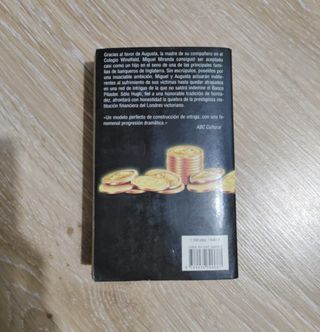 Gracias al favor de Augusta, la madre de su compañero en el
Colegio Windfield, Miguel Miranda consiguió ser aceptado
casi como un hijo en el seno de una de las principales fami-
lias de banqueros de Inglaterra. Sin escrúpulos, poseídos por
una insaciable ambición, Miguel y Augusta actuarán indife-
rentes al sufrimiento de sus víctimas hasta quedar atrapados
en una red de intrigas de la que no saldrá indemne el Banco
Pilaster. Sólo Hugh, fiel a una honorable tradición de honra-
dez, afrontará con honestidad la quiebra de la prestigiosa ins-
titución financiera del Londres victoriano.
«Un modelo perfecto de construcción de intriga, con una fe-
nomenal progresión dramática.»
ABC Cultural